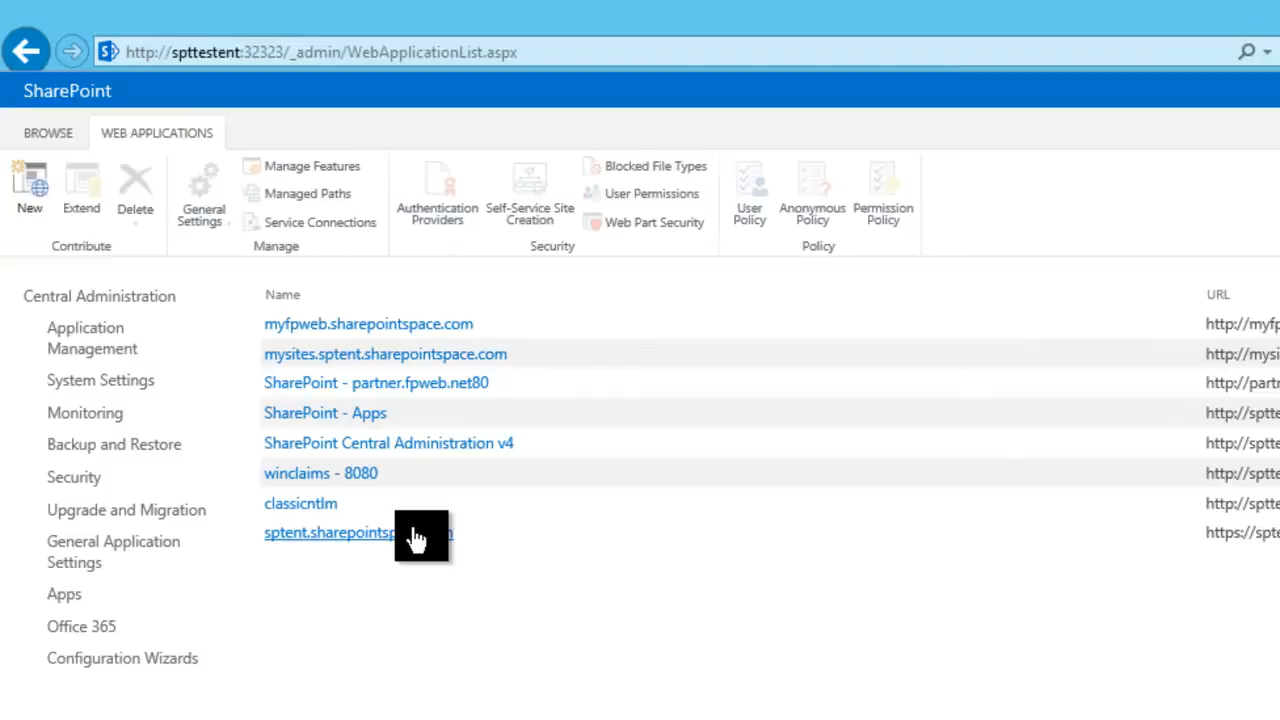 http://spttestent:32323/_admin/WebApplicationList.aspx
SharePoint
BROWSE WEB APPLICATIONS
New
Extend
Delete
Contribute
General
Settings
Manage Features
Managed Paths
Service Connections
Manage
Authentication
Providers
Self-Service Site
Creation
Blocked File Types
User Permissions
Web Part Security
Security
User
Policy
Anonymous
Policy
Permission
Policy
Policy
Central Administration
Application
Management
System Settings
Monitoring
Backup and Restore
Security
Upgrade and Migration
General Application
Settings
Apps
Office 365
Configuration Wizards
Name URL
myfpweb.sharepointspace.com http://myfp
mysites.sptent.sharepointspace.com http://mysi
SharePoint - partner.fpweb.net80 http://partn
SharePoint - Apps http://sptte
SharePoint Central Administration v4 http://sptte
winclaims - 8080 http://sptte
classicntlm http://sptte
sptent.sharepointsp https://spte